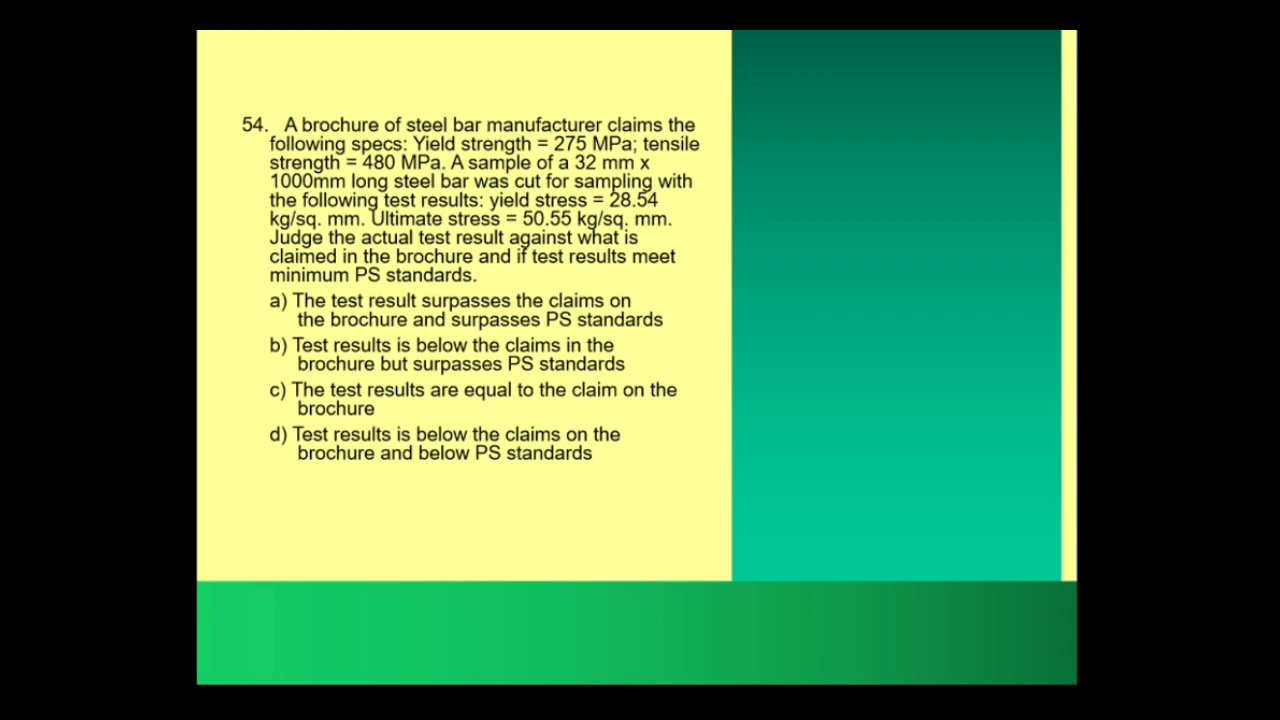 54. A brochure of steel bar manufacturer claims the
following specs: Yield strength = 275 MPa; tensile
strength = 480 MPa. A sample of a 32 mm x
1000mm long steel bar was cut for sampling with
the following test results: yield stress = 28.54
kg/sq. mm. Ultimate stress = 50.55 kg/sq. mm.
Judge the actual test result against what is
claimed in the brochure and if test results meet
minimum PS standards.
a) The test result surpasses the claims on
the brochure and surpasses PS standards
b) Test results is below the claims in the
brochure but surpasses PS standards
c) The test results are equal to the claim on the
brochure
d) Test results is below the claims on the
brochure and below PS standards